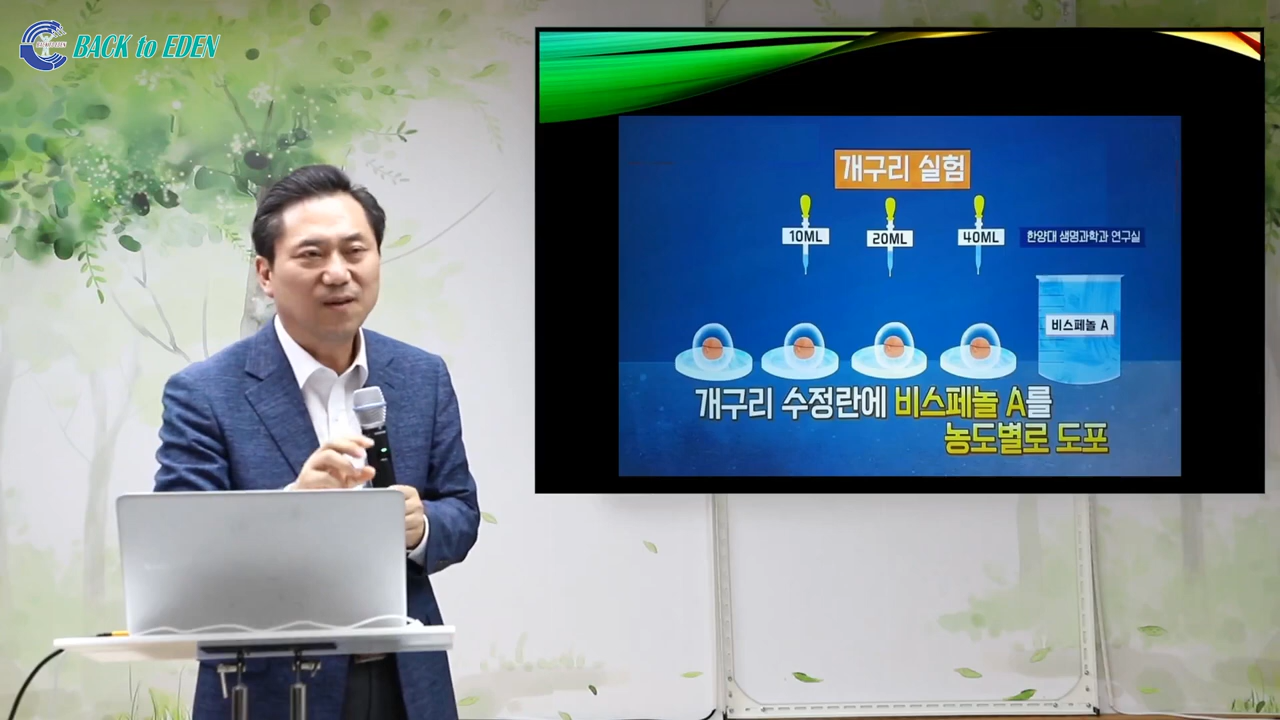 BACK to EDEN
개구리 실험
10ML
20ML
40ML
한양대 생명과학과 연구실
비스페놀 A
개구리 수정란에 비스페놀 A를
농도별로 도포